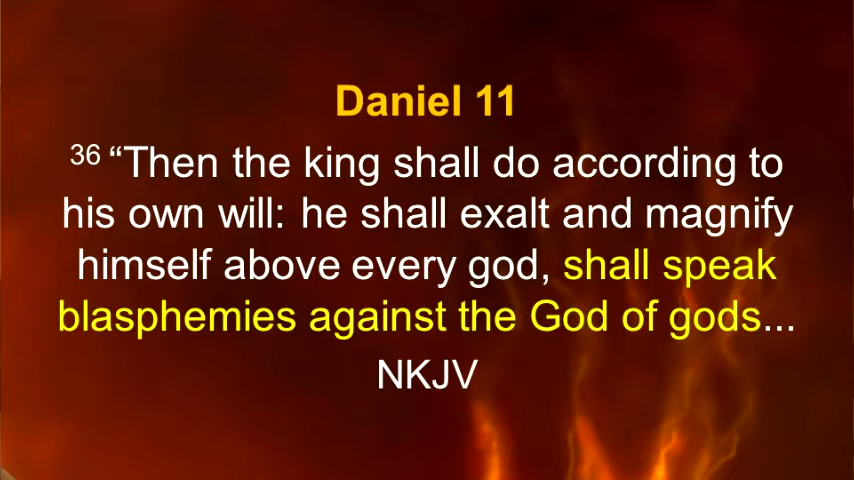 Daniel 11
36 “Then the king shall do according to
his own will: he shall exalt and magnify
himself above every god, shall speak
blasphemies against the God of gods...
NKJV